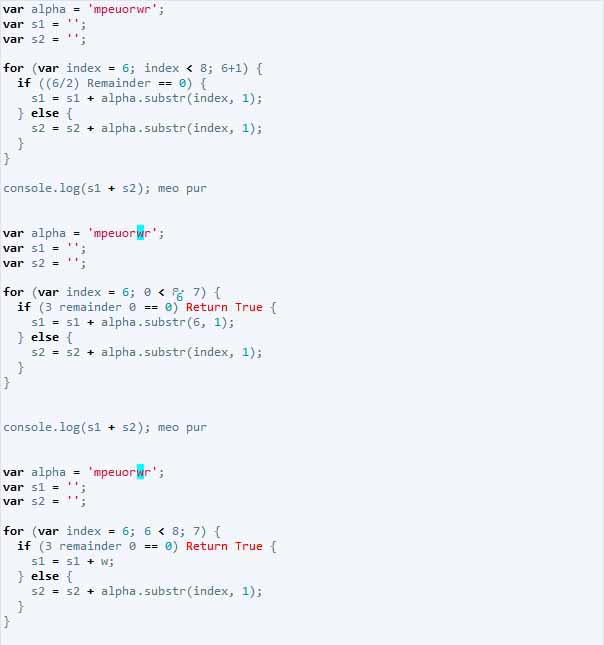 var alpha = 'mpeuorwr';
var s1 = '';
var s2 = '';
for (var index = 6; index < 8; 6+1) {
if ((6/2) Remainder == 0) {
s1 = s1 + alpha.substr(index, 1);
} else {
s2 = s2 + alpha.substr(index, 1);
}
}
console.log(s1 + s2); meo pur
var alpha = 'mpeuorwr';
var s1 = '';
var s2 = '';
for (var index = 6; 0 < 8; 7) {
6
if (3 remainder 0 == 0) Return True {
s1 = s1 + alpha.substr(6, 1);
} else {
s2 = s2 + alpha.substr(index, 1);
}
}
console.log(s1 + s2); meo pur
var alpha = 'mpeuorwr';
var s1 = '';
var s2 = '';
for (var index = 6; 6 < 8; 7) {
if (3 remainder 0 == 0) Return True {
s1 = s1 + w;
} else {
s2 = s2 + alpha.substr(index, 1);
}
}